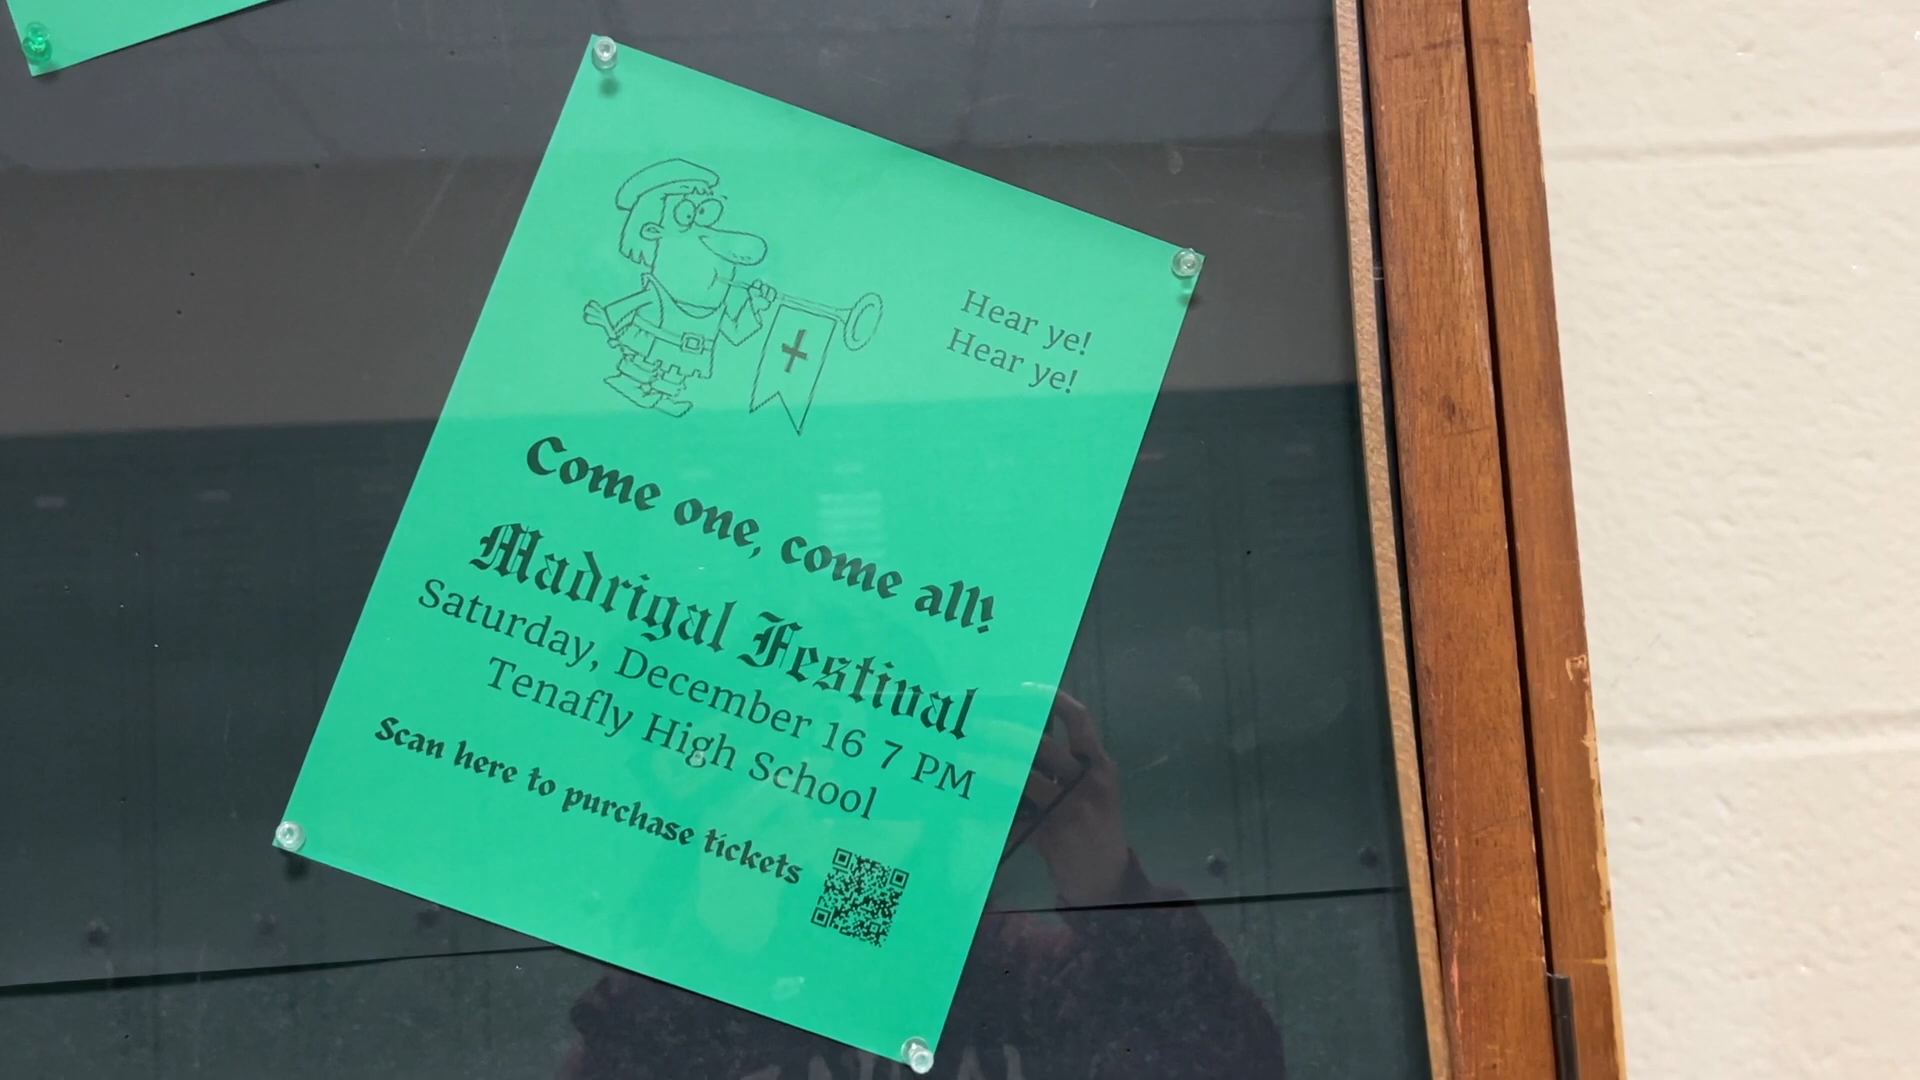 Hear ye!
Hear ye!
Come one, come all!
Madrigal Festival
Saturday, December 16 7 PM
Tenafly High School
Scan here to purchase tickets